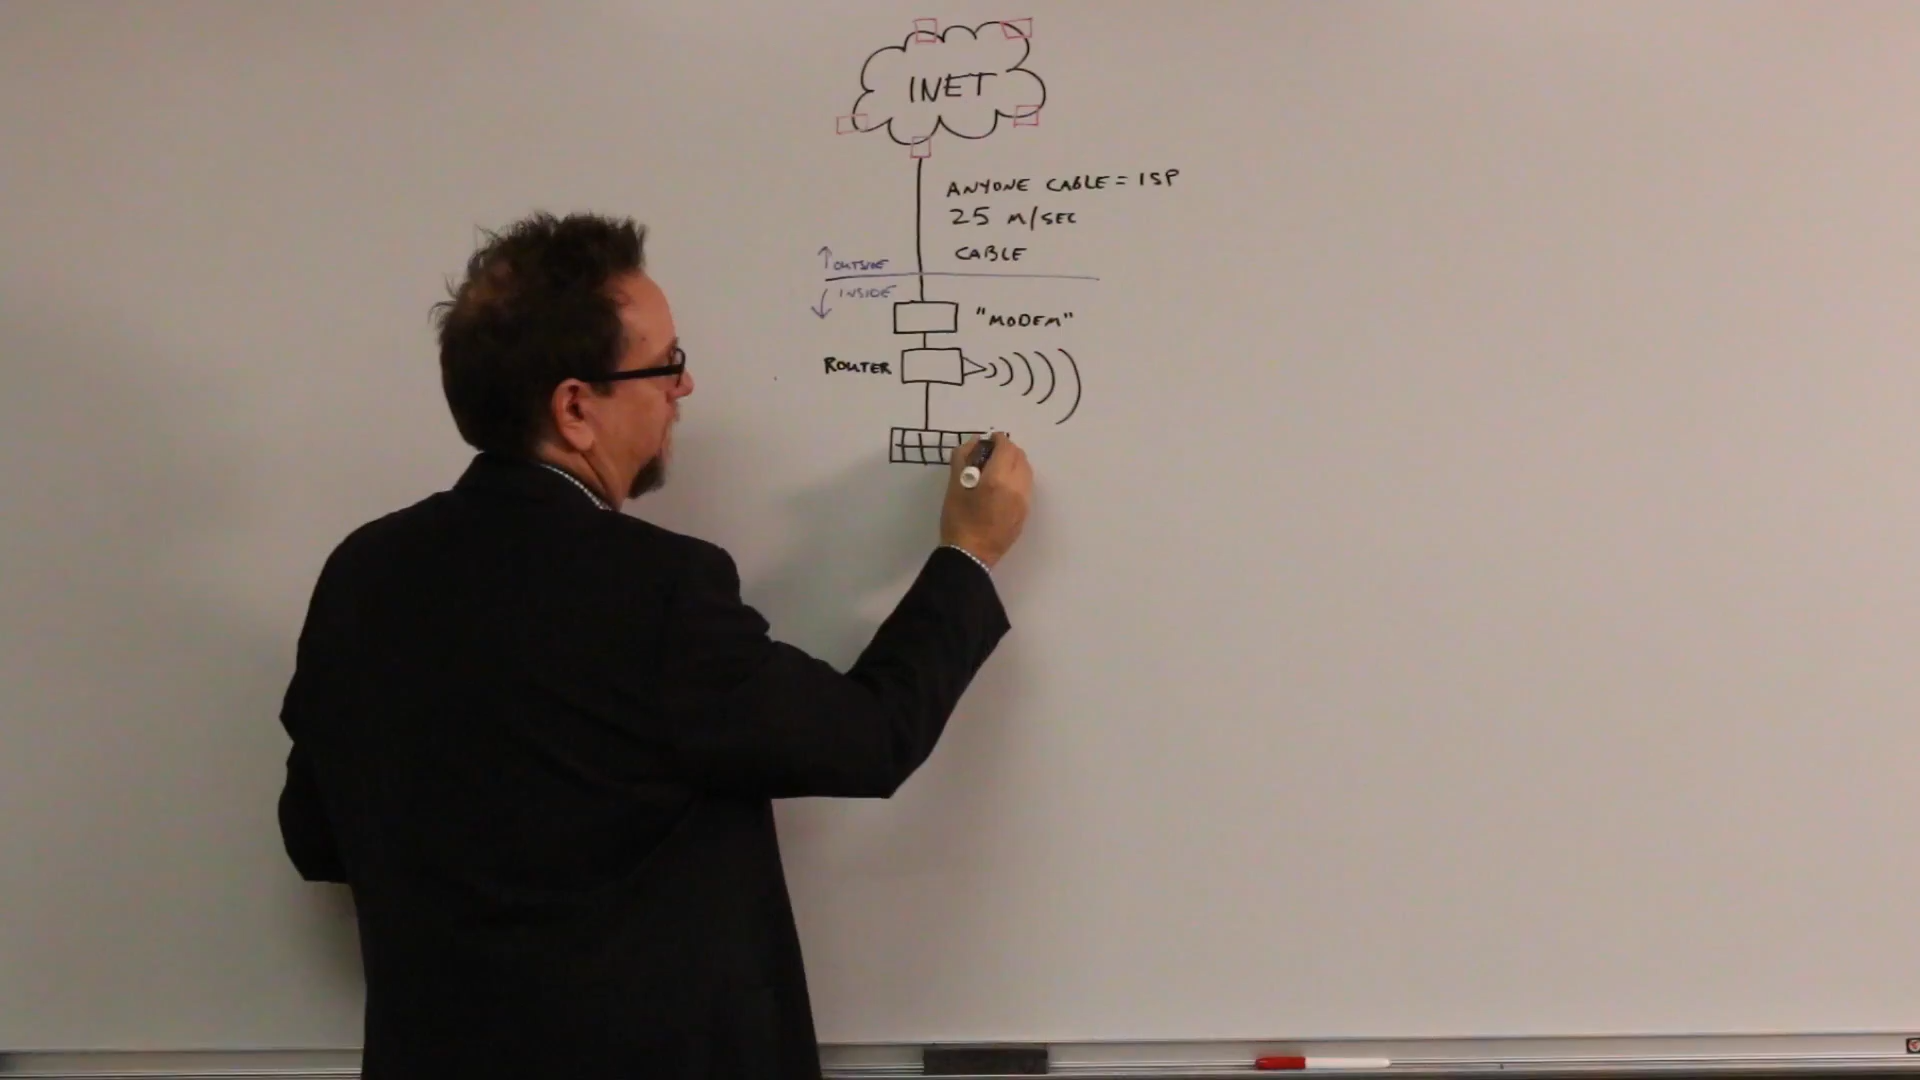 INET
ANYONE CABLE = ISP
25 M/SEC
CABLE
OUTSIDE
INSIDE
"MODEM"
ROUTER